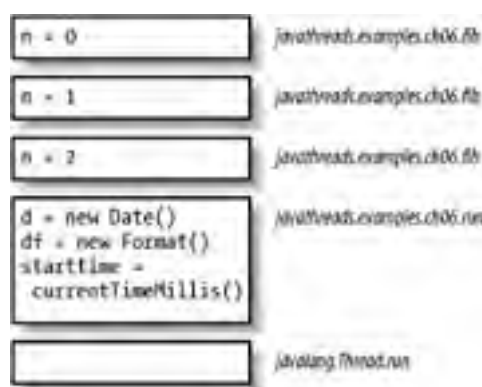 n = 0
javathreads.examples.ch06.fib
n = 1
javathreads.examples.ch06.fib
n = 2
javathreads.examples.ch06.fib
d = new Date()
df = new Format()
starttime =
currentTimeMillis()
javathreads.examples.ch06.run
java.lang.Thread.run